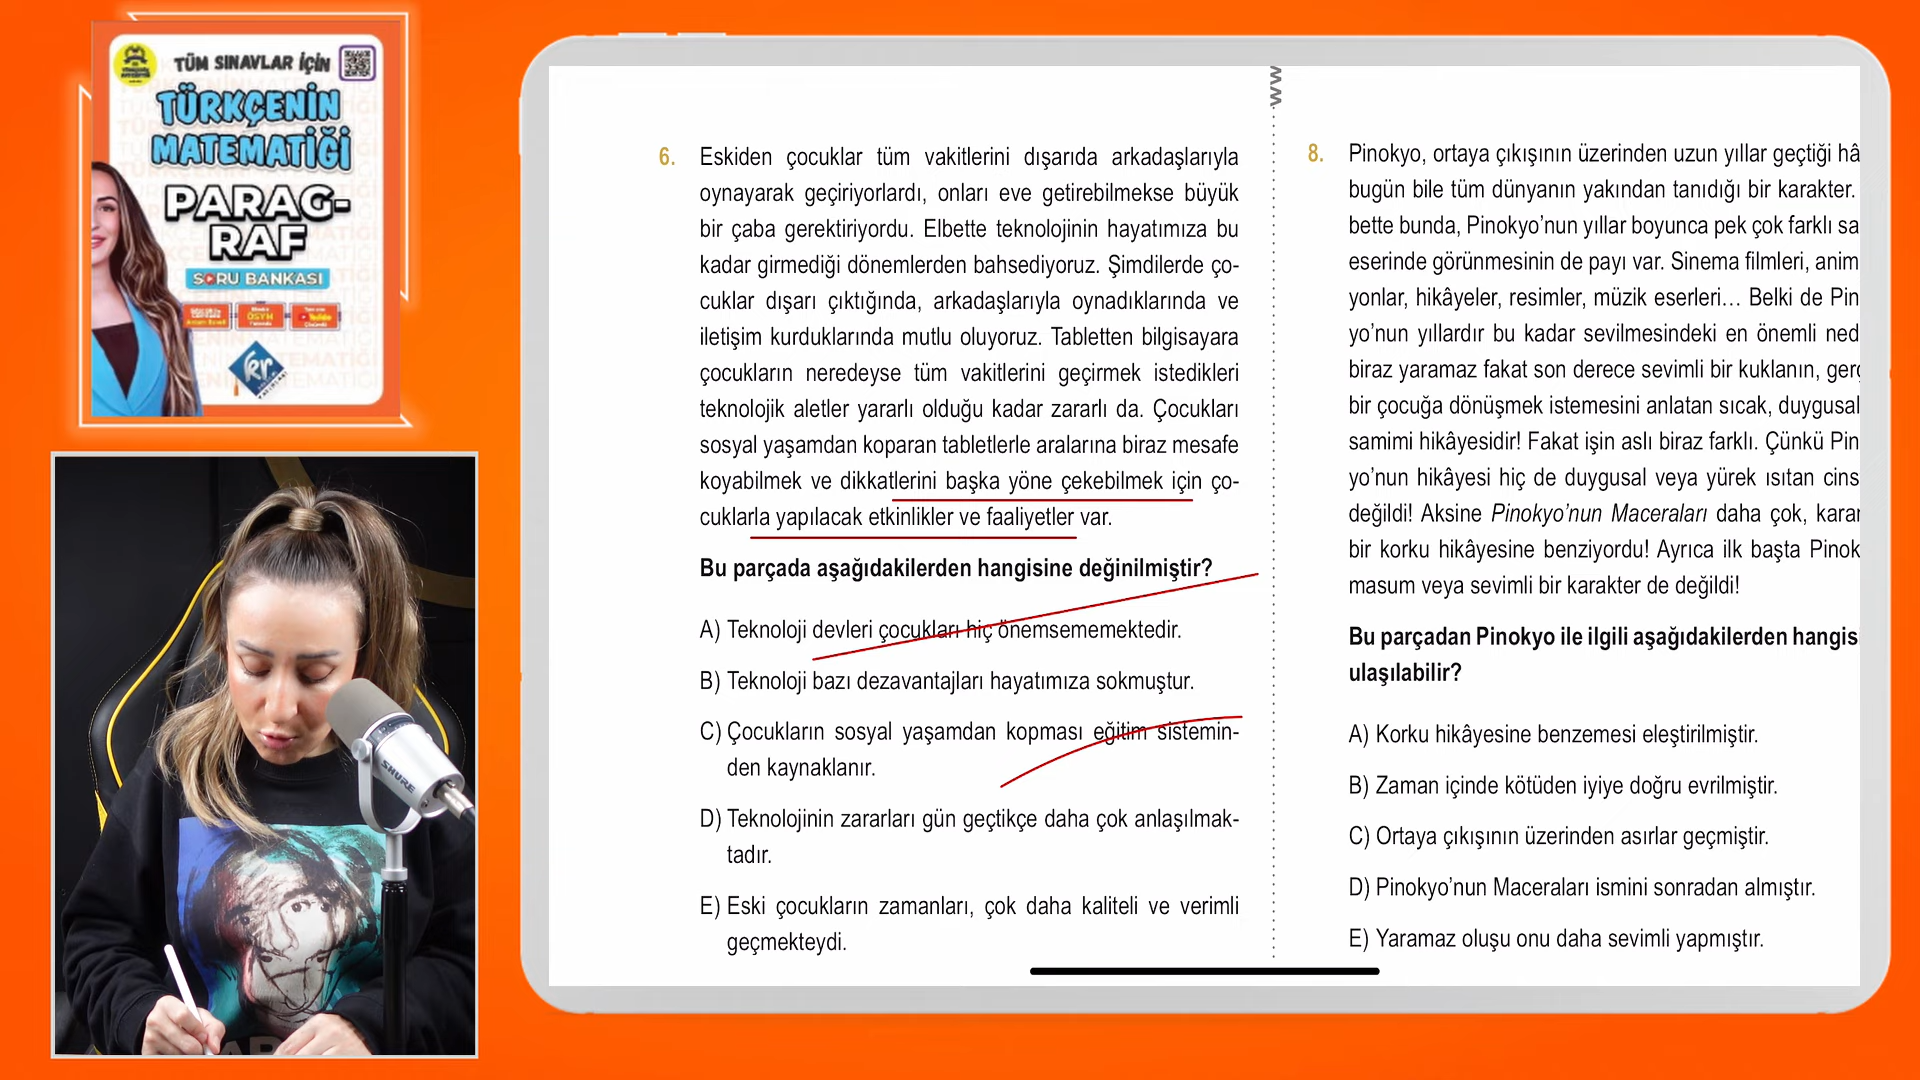 TÜM SINAVLAR İÇİN
TÜRKÇENİN
MATEMATİĞİ
PARAG-
RAF
SORU BANKASI
ÖSYM
YouTube
SHURE
6. Eskiden çocuklar tüm vakitlerini dışarıda arkadaşlarıyla
oynayarak geçiriyorlardı, onları eve getirebilmekse büyük
bir çaba gerektiriyordu. Elbette teknolojinin hayatımıza bu
kadar girmediği dönemlerden bahsediyoruz. Şimdilerde ço-
cuklar dışarı çıktığında, arkadaşlarıyla oynadıklarında ve
iletişim kurduklarında mutlu oluyoruz. Tabletten bilgisayara
çocukların neredeyse tüm vakitlerini geçirmek istedikleri
teknolojik aletler yararlı olduğu kadar zararlı da. Çocukları
sosyal yaşamdan koparan tabletlerle aralarına biraz mesafe
koyabilmek ve dikkatlerini başka yöne çekebilmek için ço-
cuklarla yapılacak etkinlikler ve faaliyetler var.
Bu parçada aşağıdakilerden hangisine değinilmiştir?
A) Teknoloji devleri çocukları hiç önemsememektedir.
B) Teknoloji bazı dezavantajları hayatımıza sokmuştur.
C) Çocukların sosyal yaşamdan kopması eğitim sistemin-
den kaynaklanır.
D) Teknolojinin zararları gün geçtikçe daha çok anlaşılmak-
tadır.
E) Eski çocukların zamanları, çok daha kaliteli ve verimli
geçmekteydi.
8. Pinokyo, ortaya çıkışının üzerinden uzun yıllar geçtiği hâ
bugün bile tüm dünyanın yakından tanıdığı bir karakter.
bette bunda, Pinokyo’nun yıllar boyunca pek çok farklı sa
eserinde görünmesinin de payı var. Sinema filmleri, anim
yonlar, hikâyeler, resimler, müzik eserleri… Belki de Pin
yo’nun yıllardır bu kadar sevilmesindeki en önemli ned
biraz yaramaz fakat son derece sevimli bir kuklanın, gerç
bir çocuğa dönüşmek istemesini anlatan sıcak, duygusal
samimi hikâyesidir! Fakat işin aslı biraz farklı. Çünkü Pin
yo’nun hikâyesi hiç de duygusal veya yürek ısıtan cins
değildi! Aksine Pinokyo’nun Maceraları daha çok, karan
bir korku hikâyesine benziyordu! Ayrıca ilk başta Pinok
masum veya sevimli bir karakter de değildi!
Bu parçadan Pinokyo ile ilgili aşağıdakilerden hangis
ulaşılabilir?
A) Korku hikâyesine benzemesi eleştirilmiştir.
B) Zaman içinde kötüden iyiye doğru evrilmiştir.
C) Ortaya çıkışının üzerinden asırlar geçmiştir.
D) Pinokyo’nun Maceraları ismini sonradan almıştır.
E) Yaramaz oluşu onu daha sevimli yapmıştır.